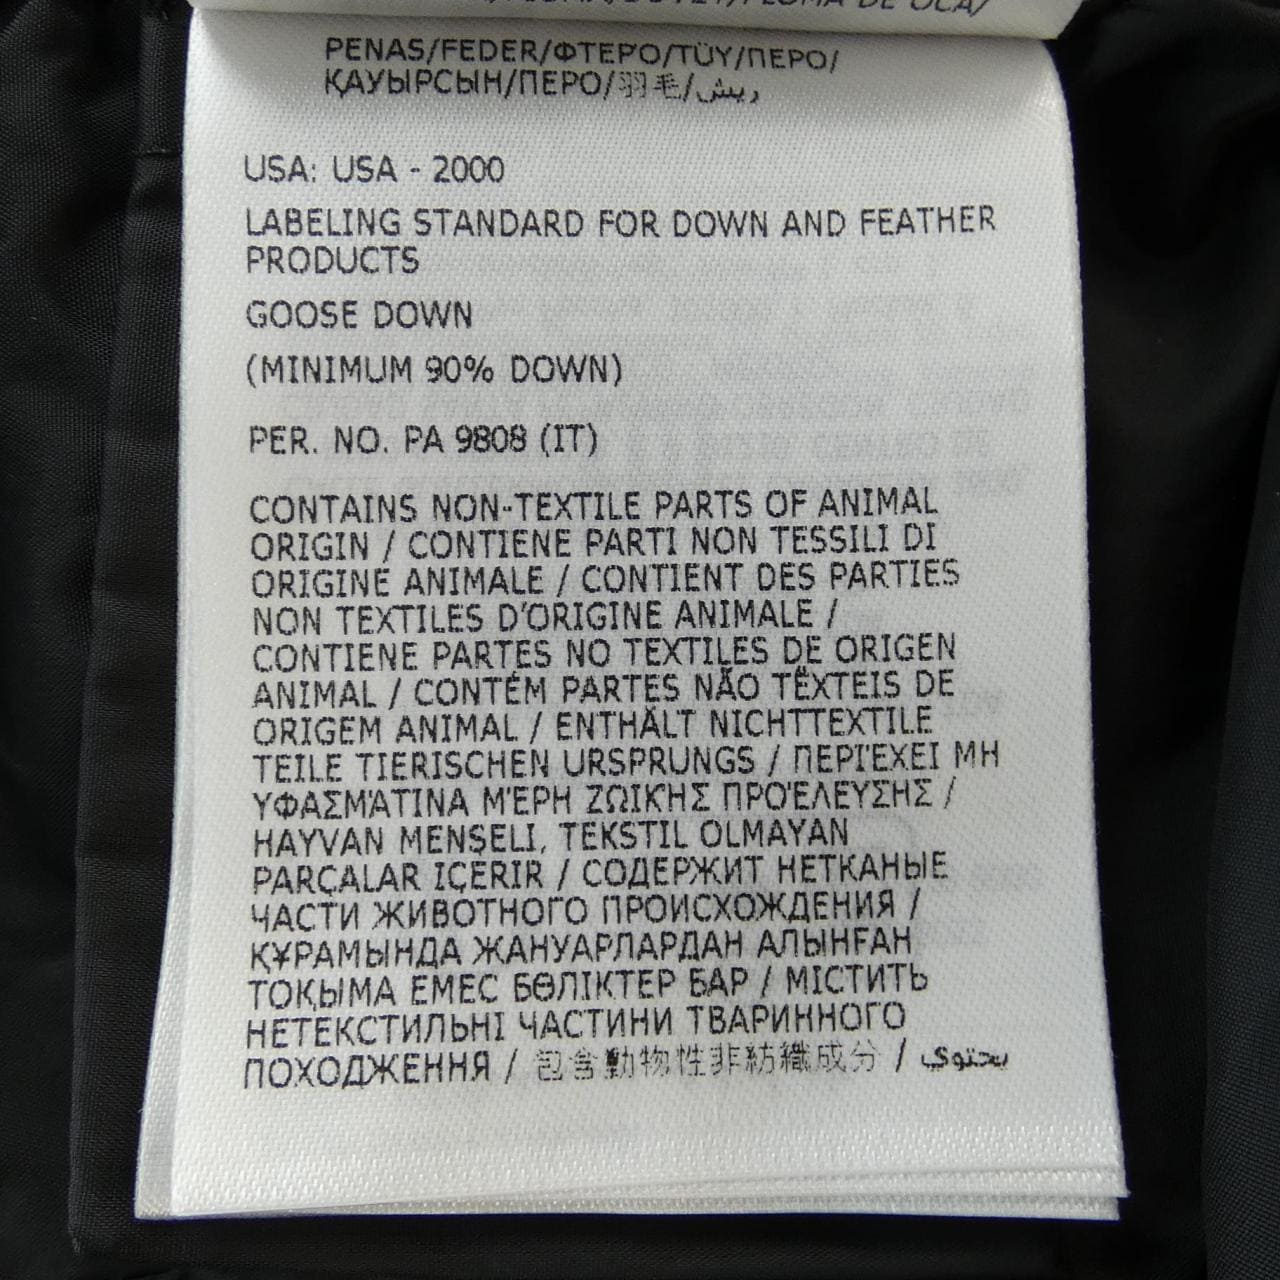 PLUMA DE OCA/
PENAS/FEDER/ΦΤΕΡΌ/TÜY/ПЕРО/
ҚАУЫРСЫН/ПЕРО/羽毛/ريش
USA: USA - 2000
LABELING STANDARD FOR DOWN AND FEATHER
PRODUCTS
GOOSE DOWN
(MINIMUM 90% DOWN)
PER. NO. PA 9808 (IT)
CONTAINS NON-TEXTILE PARTS OF ANIMAL
ORIGIN / CONTIENE PARTI NON TESSILI DI
ORIGINE ANIMALE / CONTIENT DES PARTIES
NON TEXTILES D'ORIGINE ANIMALE /
CONTIENE PARTES NO TEXTILES DE ORIGEN
ANIMAL / CONTÉM PARTES NÃO TËXTEIS DE
ORIGEM ANIMAL / ENTHÄLT NICHTTEXTILE
TEILE TIERISCHEN URSPRUNGS / ΠΕΡΙΈΧΕΙ ΜΗ
ΥΦΑΣΜΆΤΙΝΑ ΜΈΡΗ ΖΩΙΚΉΣ ΠΡΟΈΛΕΥΣΗΣ /
HAYVAN MENŞELİ, TEKSTIL OLMAYAN
PARÇALAR IÇERIR / СОДЕРЖИТ НЕТКАНЫЕ
ЧАСТИ ЖИВОТНОГО ПРОИСХОЖДЕНИЯ /
ҚҰРАМЫНДА ЖАНУАРЛАРДАН АЛЫНҒАН
ТОҚЫМА ЕМЕС БӨЛІКТЕР БАР / МІСТИТЬ
НЕТЕКСТИЛЬНІ ЧАСТИНИ ТВАРИННОГО
ПОХОДЖЕННЯ / 包含動物性非紡織成分 / يحتوي